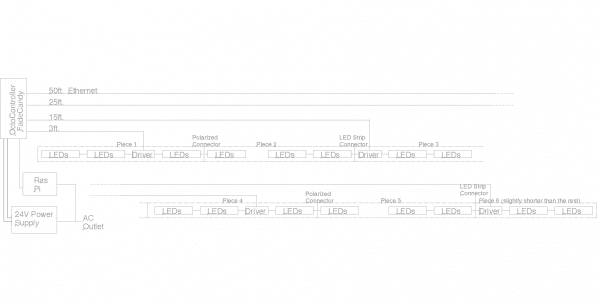 50ft. Ethernet
25ft.
15ft.
3ft.
OctoController
FadeCandy
Piece 1
Polarized
Connector
Piece 2
LED Strip
Connector
Piece 3
LEDs LEDs Driver LEDs LEDs LEDs LEDs Driver LEDs LEDs
Ras
Pi
24V Power
Supply
AC
Outlet
Piece 4
Polarized
Connector
Piece 5
LED Strip
Connector
Piece 6 (slightly shorter than the rest)
LEDs LEDs Driver LEDs LEDs LEDs LEDs Driver LEDs LEDs